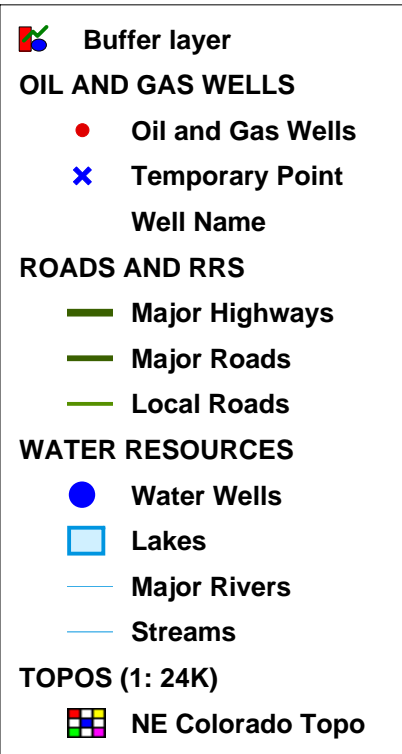 Buffer layer
OIL AND GAS WELLS
Oil and Gas Wells
Temporary Point
Well Name
ROADS AND RRS
Major Highways
Major Roads
Local Roads
WATER RESOURCES
Water Wells
Lakes
Major Rivers
Streams
TOPOS (1: 24K)
NE Colorado Topo